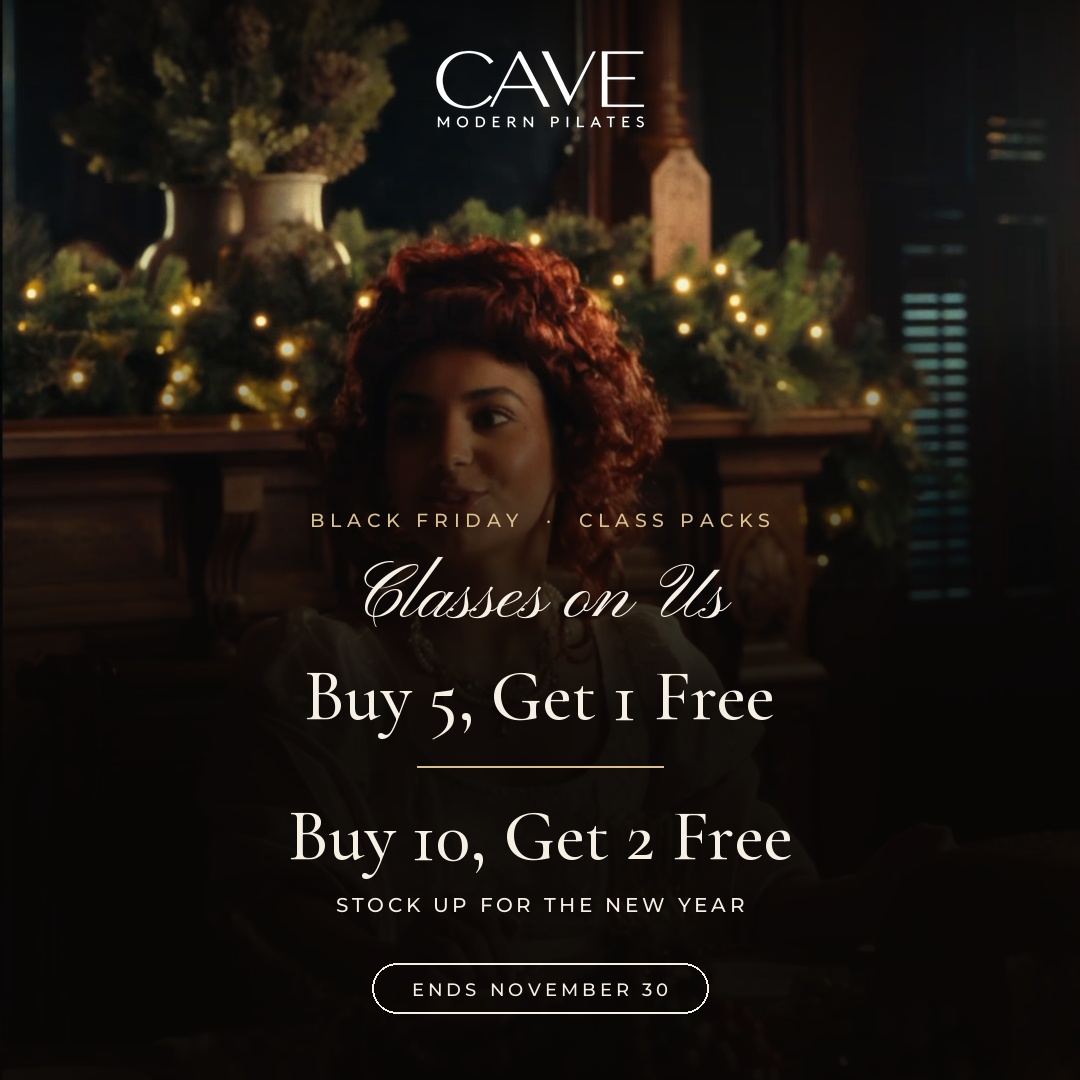 CAVE
MODERN PILATES
BLACK FRIDAY · CLASS PACKS
Classes on Us
Buy 5, Get 1 Free
Buy 10, Get 2 Free
STOCK UP FOR THE NEW YEAR
ENDS NOVEMBER 30